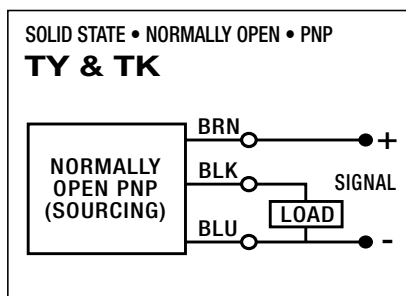 SOLID STATE • NORMALLY OPEN • PNP
TY & TK
BRN
+
NORMALLY
OPEN PNP
(SOURCING)
BLK
SIGNAL
LOAD
BLU
-